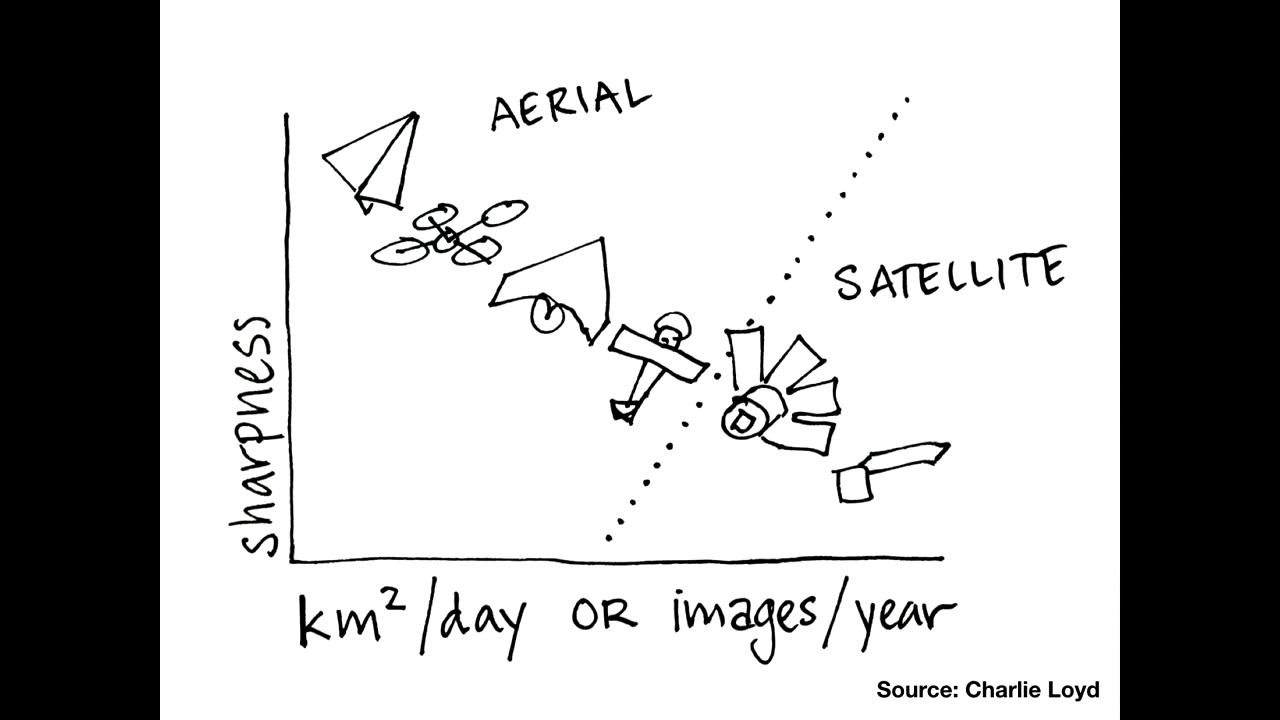 AERIAL
SATELLITE
sharpness
km²/day OR images/year
Source: Charlie Loyd